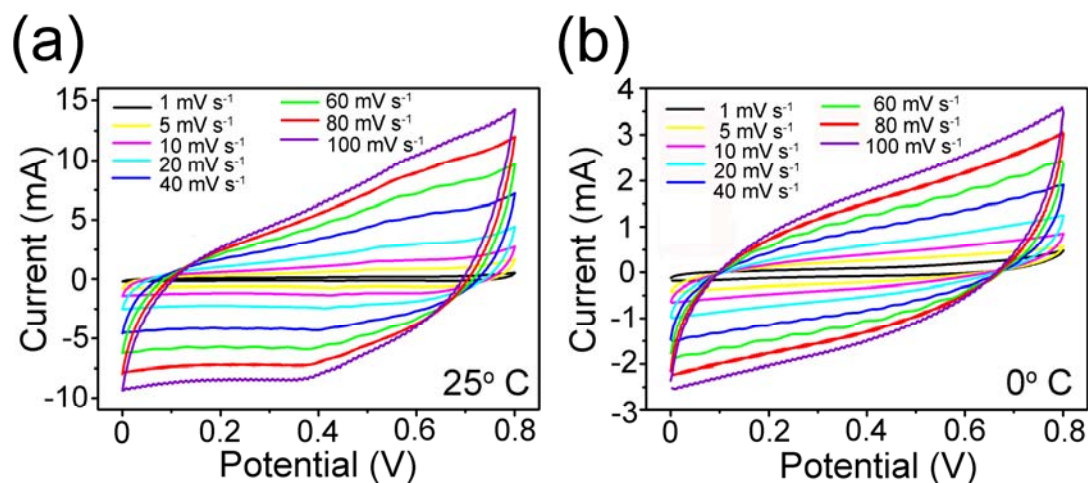 (a)
15
10
5
0
-5
-10
Current (mA)
1 mV s⁻¹
5 mV s⁻¹
10 mV s⁻¹
20 mV s⁻¹
40 mV s⁻¹
60 mV s⁻¹
80 mV s⁻¹
100 mV s⁻¹
25º C
0 0.2 0.4 0.6 0.8
Potential (V)
(b)
4
3
2
1
0
-1
-2
-3
Current (mA)
1 mV s⁻¹
5 mV s⁻¹
10 mV s⁻¹
20 mV s⁻¹
40 mV s⁻¹
60 mV s⁻¹
80 mV s⁻¹
100 mV s⁻¹
0º C
0 0.2 0.4 0.6 0.8
Potential (V)